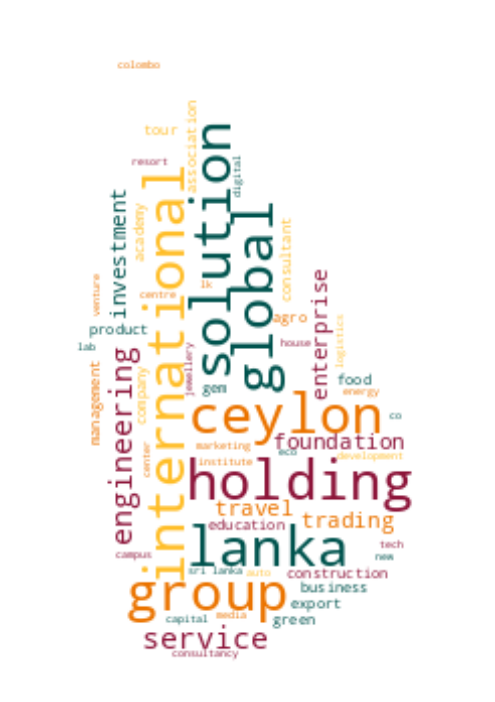 colombo
tour
association
resort
digital
solution
international
investment
academy
global
consultant
enterprise
venture
centre
lk
agro
logistics
product
lab
house
jewellery
engineering
management
company
gem
food
energy
ceylon
co
foundation
marketing
eco
development
center
institute
holding
travel
trading
education
lanka
tech
new
campus
sri lanka
auto
construction
group
business
export
capital
media
green
service
consultancy